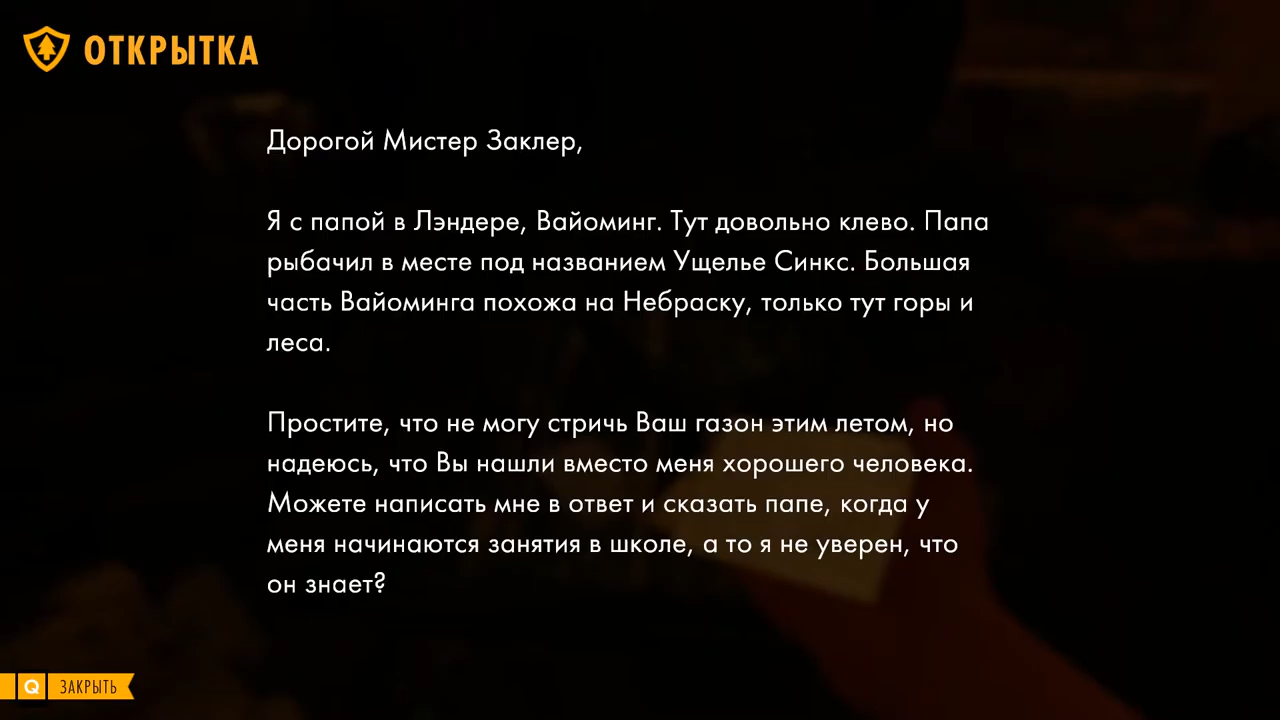 ОТКРЫТКА
Дорогой Мистер Заклер,
Я с папой в Лэндере, Вайоминг. Тут довольно клево. Папа
рыбачил в месте под названием Ущелье Синкс. Большая
часть Вайоминга похожа на Небраску, только тут горы и
леса.
Простите, что не могу стричь Ваш газон этим летом, но
надеюсь, что Вы нашли вместо меня хорошего человека.
Можете написать мне в ответ и сказать папе, когда у
меня начинаются занятия в школе, а то я не уверен, что
он знает?
Q ЗАКРЫТЬ